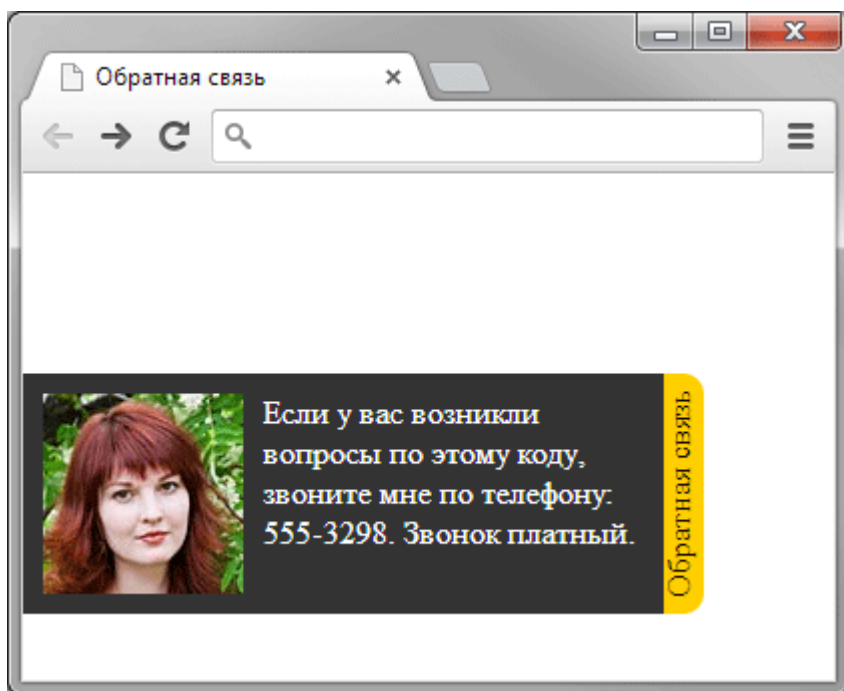 Обратная связь
Если у вас возникли
вопросы по этому коду,
звоните мне по телефону:
555-3298. Звонок платный.
Обратная связь